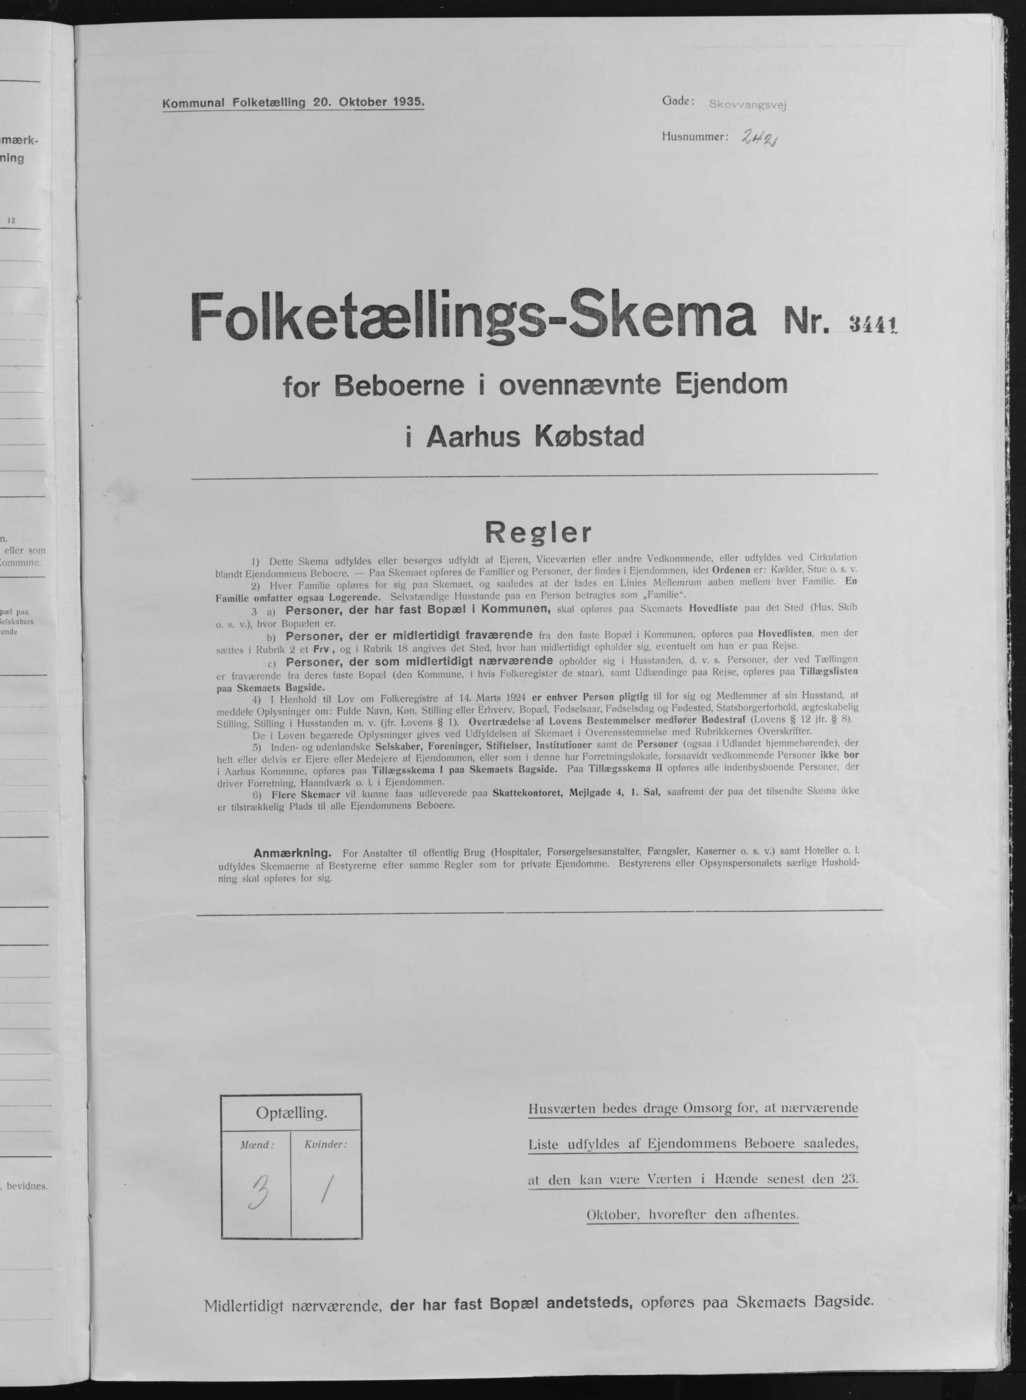 mærk-
ning
12
n.
eller som
Kommune.
pæl paa
elskabers
ende
, bevidnes.
Kommunal Folketælling 20. Oktober 1935.
Gade: Skovvangsvej
Husnummer:
Folketællings-Skema Nr. 3441
for Beboerne i ovennævnte Ejendom
i Aarhus Købstad
Regler
1) Dette Skema udfyldes eller besørges udfyldt af Ejeren, Viceværten eller andre Vedkommende, eller udfyldes ved Cirkulation
blandt Ejendommens Beboere. — Paa Skemaet opføres de Familier og Personer, der findes i Ejendommen, idet Ordenen er: Kælder, Stue o. s. v.
2) Hver Familie opføres for sig paa Skemaet, og saaledes at der lades en Linies Mellemrum aaben mellem hver Familie. En
Familie omfatter ogsaa Logerende. Selvstændige Husstande paa en Person betragtes som „Familie“.
3 a) Personer, der har fast Bopæl i Kommunen, skal opføres paa Skemaets Hovedliste paa det Sted (Hus, Skib
o. s. v.), hvor Bopælen er.
b) Personer, der er midlertidigt fraværende fra den faste Bopæl i Kommunen, opføres paa Hovedlisten, men der
sættes i Rubrik 2 et Frv., og i Rubrik 18 angives det Sted, hvor han midlertidigt opholder sig, eventuelt om han er paa Rejse.
c) Personer, der som midlertidigt nærværende opholder sig i Husstanden, d. v. s. Personer, der ved Tællingen
er fraværende fra deres faste Bopæl (den Kommune, i hvis Folkeregister de staar), samt Udlændinge paa Rejse, opføres paa Tillægslisten
paa Skemaets Bagside.
4) I Henhold til Lov om Folkeregistre af 14. Marts 1924 er enhver Person pligtig til for sig og Medlemmer af sin Husstand, at
meddele Oplysninger om: Fulde Navn, Køn, Stilling eller Erhverv, Bopæl, Fødselsaar, Fødselsdag og Fødested, Statsborgerforhold, ægteskabelig
Stilling, Stilling i Husstanden m. v. (jfr. Lovens § 1). Overtrædelse af Lovens Bestemmelser medfører Bødestraf (Lovens § 12 jfr. § 8).
De i Loven begærede Oplysninger gives ved Udfyldelsen af Skemaet i Overensstemmelse med Rubrikkernes Overskrifter.
5) Inden- og udenlandske Selskaber, Foreninger, Stiftelser, Institutioner samt de Personer (ogsaa i Udlandet hjemmehørende), der
helt eller delvis er Ejere eller Medejere af Ejendommen, eller som i denne har Forretningslokale, forsaavidt vedkommende Personer ikke bor
i Aarhus Kommune, opføres paa Tillægsskema I paa Skemaets Bagside. Paa Tillægsskema II opføres alle indenbysboende Personer, der
driver Forretning, Haandværk o. l. i Ejendommen.
6) Flere Skemaer vil kunne faas udleverede paa Skattekontoret, Mejlgade 4, 1. Sal, saafremt der paa det tilsendte Skema ikke
er tilstrækkelig Plads til alle Ejendommens Beboere.
Anmærkning. For Anstalter til offentlig Brug (Hospitaler, Forsørgelsesanstalter, Fængsler, Kaserner o. s. v.) samt Hoteller o. l.
udfyldes Skemaerne af Bestyrerne efter samme Regler som for private Ejendomme. Bestyrerens eller Opsynspersonalets særlige Hushold-
ning skal opføres for sig.
Optælling.
Mænd: Kvinder:
3 1
Husværten bedes drage Omsorg for, at nærværende
Liste udfyldes af Ejendommens Beboere saaledes,
at den kan være Værten i Hænde senest den 23.
Oktober, hvorefter den afhentes.
Midlertidigt nærværende, der har fast Bopæl andetsteds, opføres paa Skemaets Bagside.